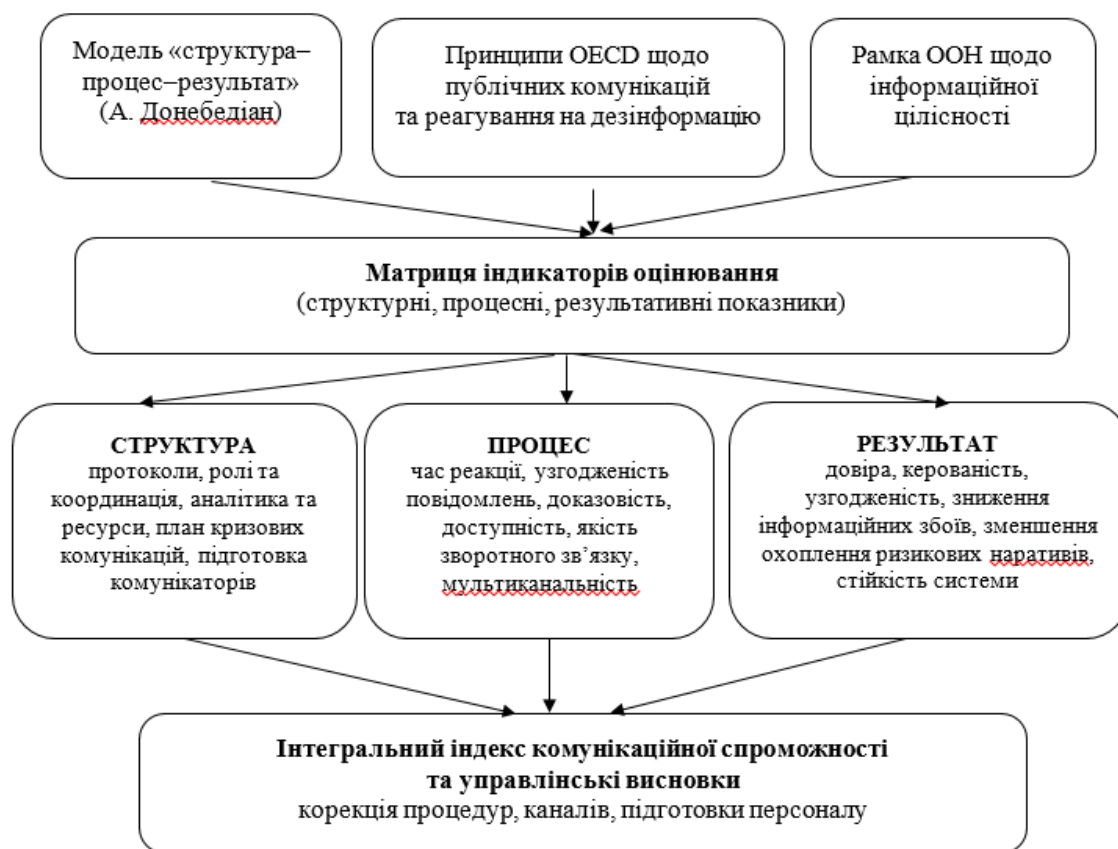 Модель «структура–
процес–результат»
(А. Донебедіан)
Принципи OECD щодо
публічних комунікацій
та реагування на дезінформацію
Рамка ООН щодо
інформаційної
цілісності
Матриця індикаторів оцінювання
(структурні, процесні, результативні показники)
СТРУКТУРА
протоколи, ролі та
координація, аналітика та
ресурси, план кризових
комунікацій, підготовка
комунікаторів
ПРОЦЕС
час реакції, узгодженість
повідомлень, доказовість,
доступність, якість
зворотного зв’язку,
мультиканальність
РЕЗУЛЬТАТ
довіра, керованість,
узгодженість, зниження
інформаційних збоїв, зменшення
охоплення ризикових наративів,
стійкість системи
Інтегральний індекс комунікаційної спроможності
та управлінські висновки
корекція процедур, каналів, підготовки персоналу